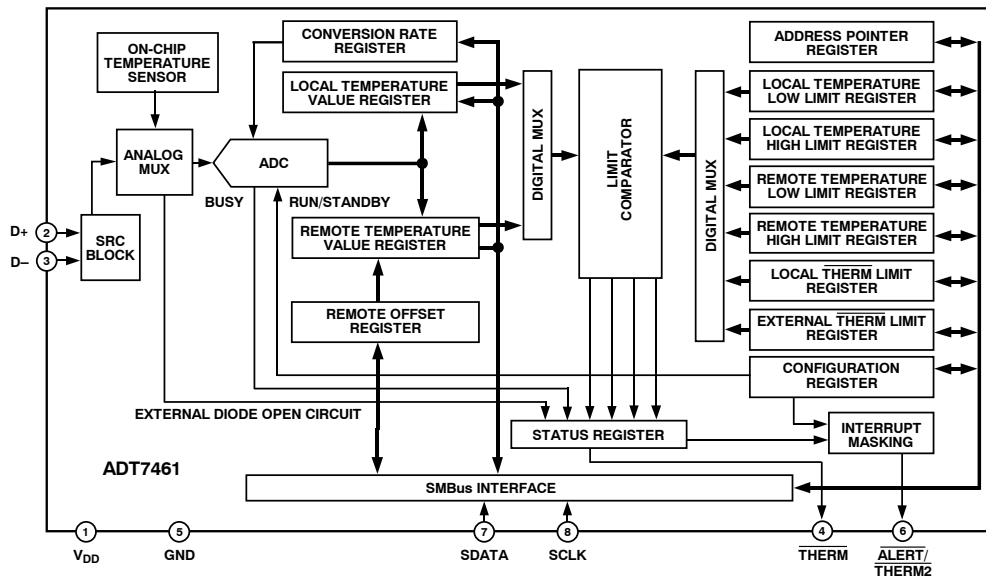 ON-CHIP
TEMPERATURE
SENSOR
CONVERSION RATE
REGISTER
LOCAL TEMPERATURE
VALUE REGISTER
ANALOG
MUX
ADC
BUSY
RUN/STANDBY
D+
2
D–
3
SRC
BLOCK
REMOTE TEMPERATURE
VALUE REGISTER
REMOTE OFFSET
REGISTER
DIGITAL MUX
LIMIT
COMPARATOR
DIGITAL MUX
ADDRESS POINTER
REGISTER
LOCAL TEMPERATURE
LOW LIMIT REGISTER
LOCAL TEMPERATURE
HIGH LIMIT REGISTER
REMOTE TEMPERATURE
LOW LIMIT REGISTER
REMOTE TEMPERATURE
HIGH LIMIT REGISTER
LOCAL THERM LIMIT
REGISTER
EXTERNAL THERM LIMIT
REGISTER
CONFIGURATION
REGISTER
EXTERNAL DIODE OPEN CIRCUIT
STATUS REGISTER
INTERRUPT
MASKING
ADT7461
SMBus INTERFACE
1
5
7
8
4
6
VDD
GND
SDATA
SCLK
THERM
ALERT/
THERM2